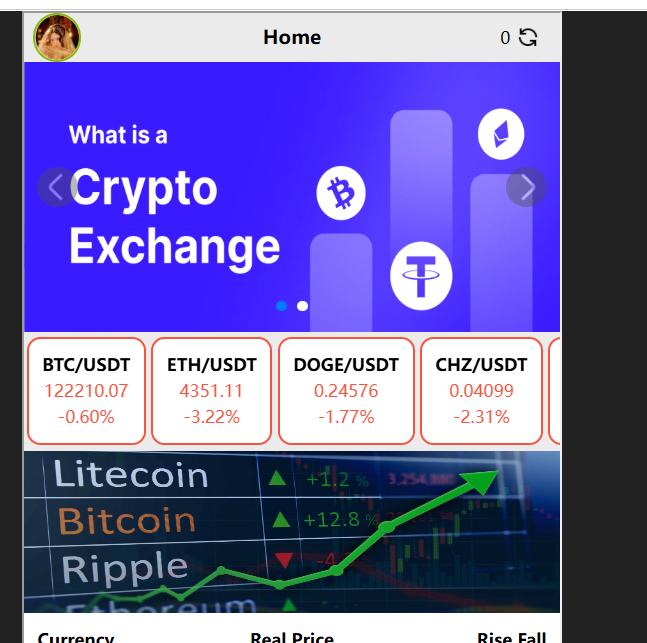 Home
0
What is a
Crypto
Exchange
BTC/USDT
122210.07
-0.60%
ETH/USDT
4351.11
-3.22%
DOGE/USDT
0.24576
-1.77%
CHZ/USDT
0.04099
-2.31%
Litecoin +1.2 %
Bitcoin +12.8 %
Ripple
Ethereum
Currency Real Price Rise Fall